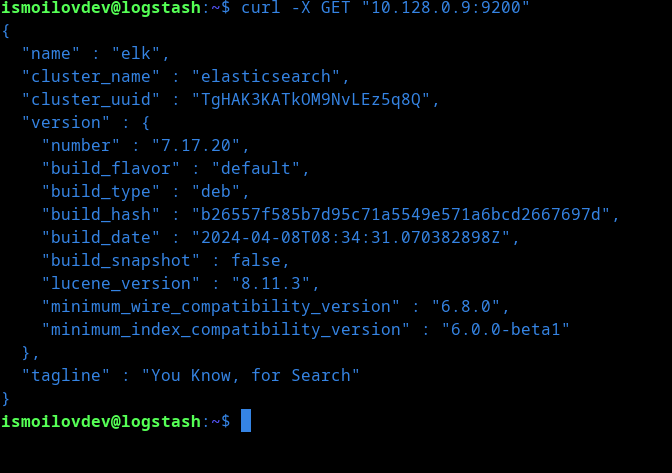 ismoilovdev@logstash:~$ curl -X GET "10.128.0.9:9200"
{
  "name" : "elk",
  "cluster_name" : "elasticsearch",
  "cluster_uuid" : "TgHAK3KATkOM9NvLEz5q8Q",
  "version" : {
    "number" : "7.17.20",
    "build_flavor" : "default",
    "build_type" : "deb",
    "build_hash" : "b26557f585b7d95c71a5549e571a6bcd2667697d",
    "build_date" : "2024-04-08T08:34:31.070382898Z",
    "build_snapshot" : false,
    "lucene_version" : "8.11.3",
    "minimum_wire_compatibility_version" : "6.8.0",
    "minimum_index_compatibility_version" : "6.0.0-beta1"
  },
  "tagline" : "You Know, for Search"
}
ismoilovdev@logstash:~$